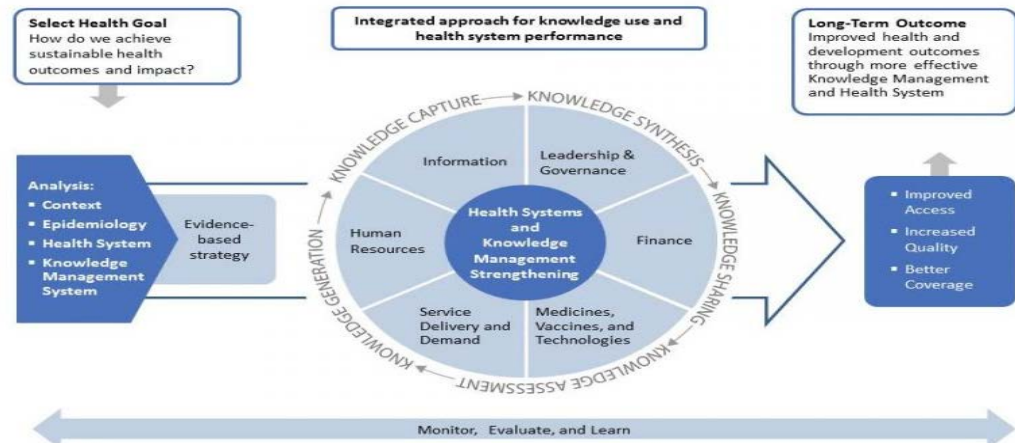 Select Health Goal
How do we achieve
sustainable health
outcomes and impact?
Integrated approach for knowledge use and
health system performance
Long-Term Outcome
Improved health and
development outcomes
through more effective
Knowledge Management
and Health System
Analysis:
▪ Context
▪ Epidemiology
▪ Health System
▪ Knowledge
Management
System
Evidence-
based
strategy
KNOWLEDGE CAPTURE
KNOWLEDGE SYNTHESIS
KNOWLEDGE SHARING
KNOWLEDGE ASSESSMENT
KNOWLEDGE GENERATION
Information
Leadership &
Governance
Human
Resources
Health Systems
and
Knowledge
Management
Strengthening
Finance
Service
Delivery and
Demand
Medicines,
Vaccines, and
Technologies
▪ Improved
Access
▪ Increased
Quality
▪ Better
Coverage
Monitor, Evaluate, and Learn